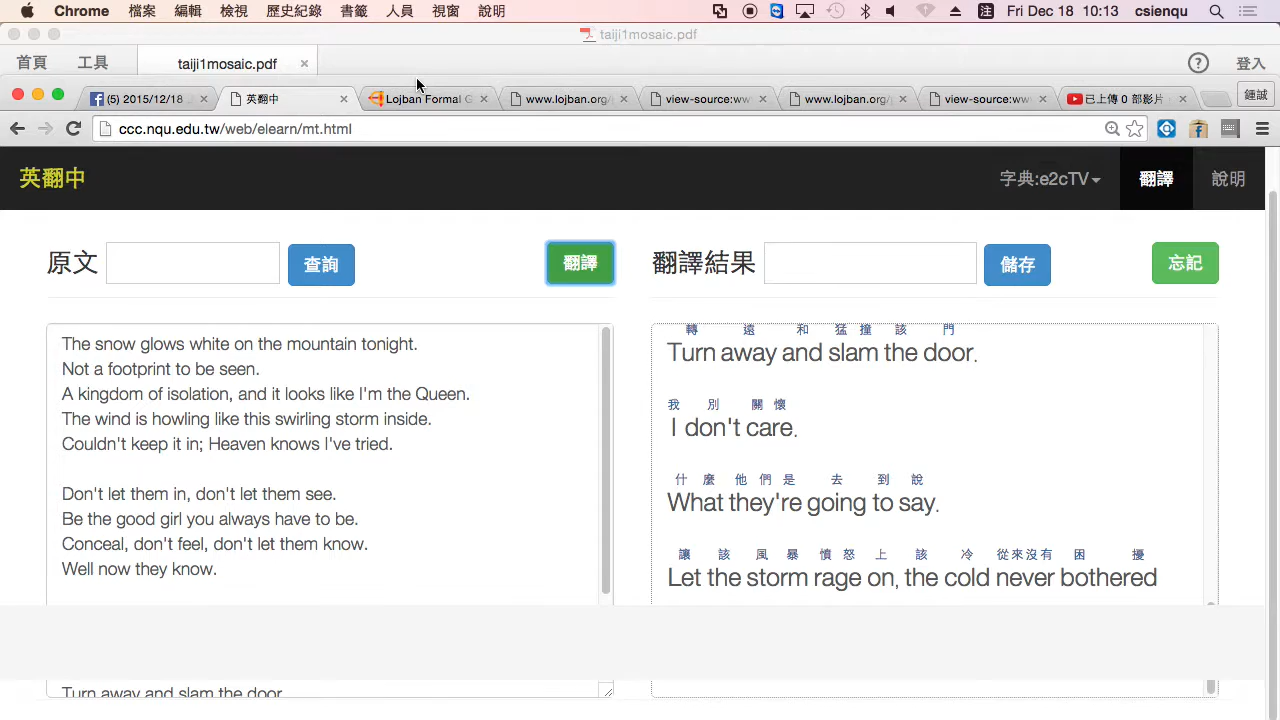 Chrome 檔案 編輯 檢視 歷史紀錄 書籤 人員 視窗 說明 Fri Dec 18 10:13 csienqu
taiji1mosaic.pdf
首頁 工具 taiji1mosaic.pdf × ? 登入
(5) 2015/12/18 × 英翻中 × Lojban Formal G × www.lojban.org/ × view-source:ww × www.lojban.org/ × view-source:ww × 已上傳 0 部影片 × 鍾誠
ccc.nqu.edu.tw/web/elearn/mt.html
英翻中 字典:e2cTV 翻譯 說明
原文 查詢 翻譯 翻譯結果 儲存 忘記
The snow glows white on the mountain tonight.
Not a footprint to be seen.
A kingdom of isolation, and it looks like I'm the Queen.
The wind is howling like this swirling storm inside.
Couldn't keep it in; Heaven knows I've tried.
Don't let them in, don't let them see.
Be the good girl you always have to be.
Conceal, don't feel, don't let them know.
Well now they know.
Turn away and slam the door.
轉 遠 和 猛撞 該 門
Turn away and slam the door.
我 別 關懷
I don't care.
什麼 他們是 去 到 說
What they're going to say.
讓 該 風暴 憤怒 上 該 冷 從來沒有 困擾
Let the storm rage on, the cold never bothered